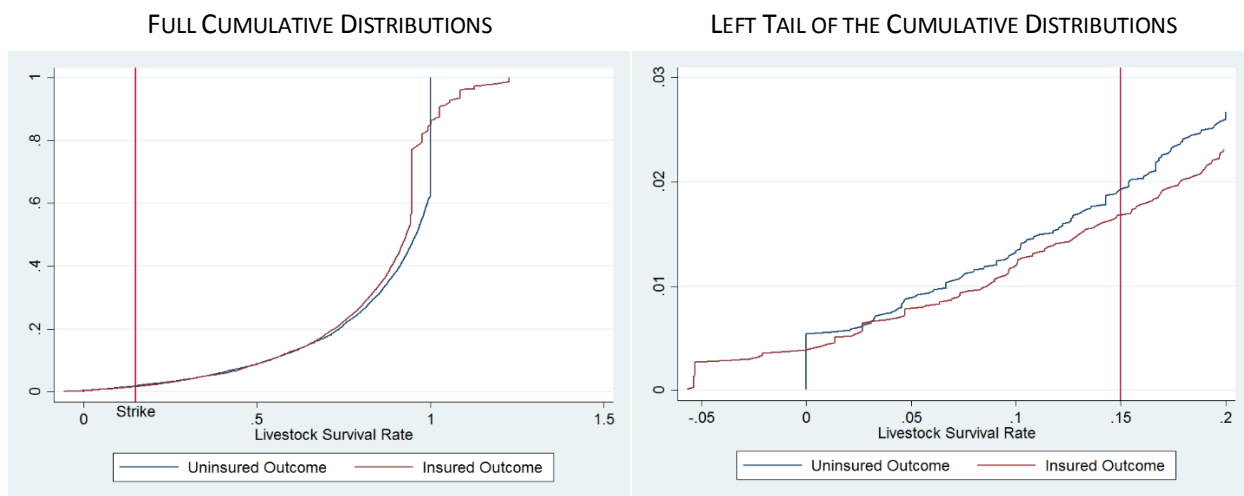 FULL CUMULATIVE DISTRIBUTIONS
1
.8
.6
.4
.2
0
0
.5
1
1.5
Strike
Livestock Survival Rate
Uninsured Outcome
Insured Outcome
LEFT TAIL OF THE CUMULATIVE DISTRIBUTIONS
.03
.02
.01
0
-.05
0
.05
.1
.15
.2
Livestock Survival Rate
Uninsured Outcome
Insured Outcome